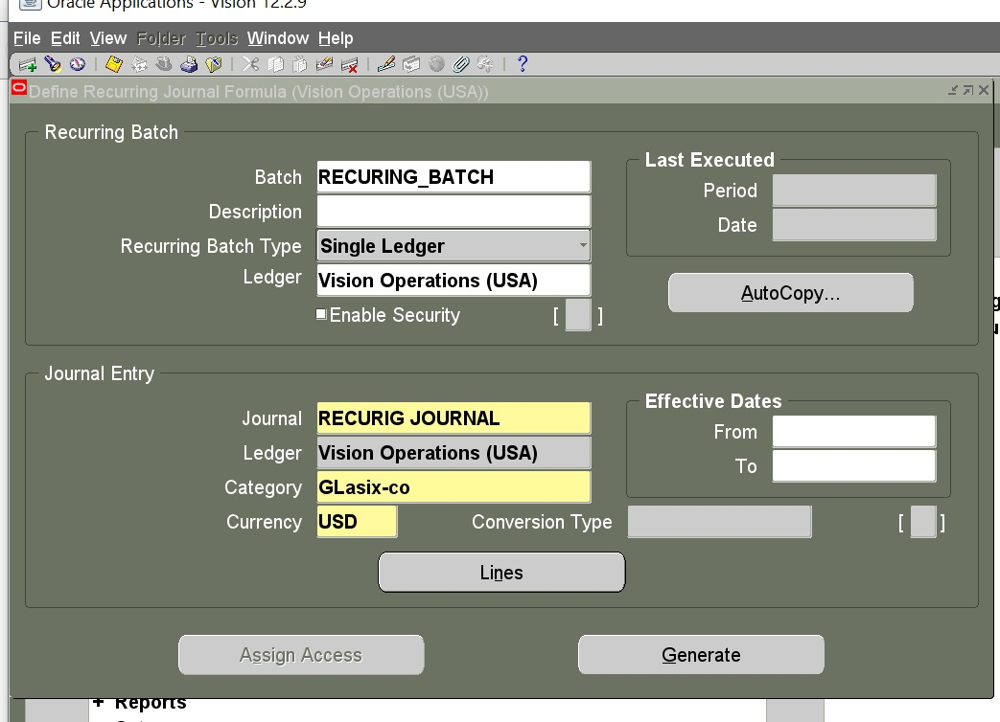 Oracle Applications - Vision 12.2.9
File Edit View Folder Tools Window Help
Define Recurring Journal Formula (Vision Operations (USA))
Recurring Batch
Batch RECURING_BATCH
Description
Recurring Batch Type Single Ledger
Ledger Vision Operations (USA)
Enable Security [ ]
Last Executed
Period
Date
AutoCopy...
Journal Entry
Journal RECURIG JOURNAL
Ledger Vision Operations (USA)
Category GLasix-co
Currency USD
Conversion Type [ ]
Effective Dates
From
To
Lines
Assign Access
Generate
+ Reports